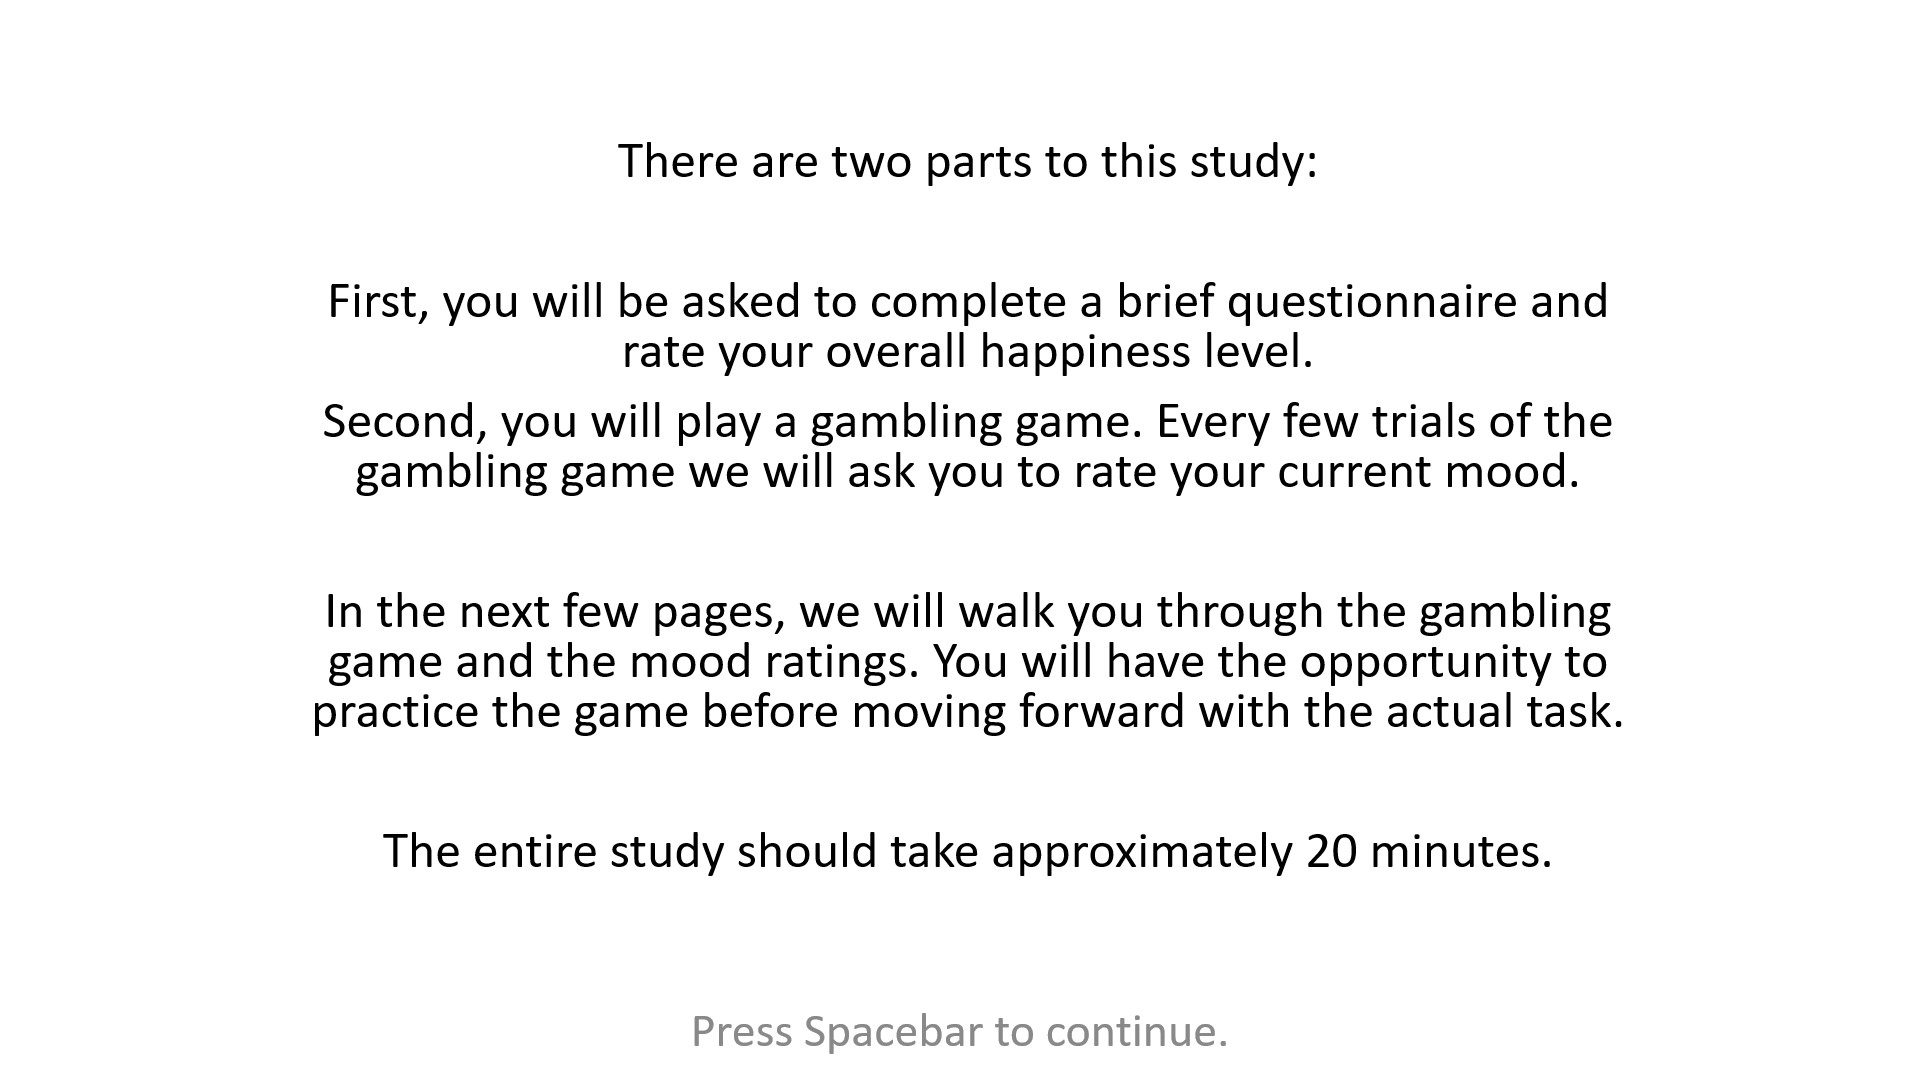 There are two parts to this study:
First, you will be asked to complete a brief questionnaire and
rate your overall happiness level.
Second, you will play a gambling game. Every few trials of the
gambling game we will ask you to rate your current mood.
In the next few pages, we will walk you through the gambling
game and the mood ratings. You will have the opportunity to
practice the game before moving forward with the actual task.
The entire study should take approximately 20 minutes.
Press Spacebar to continue.